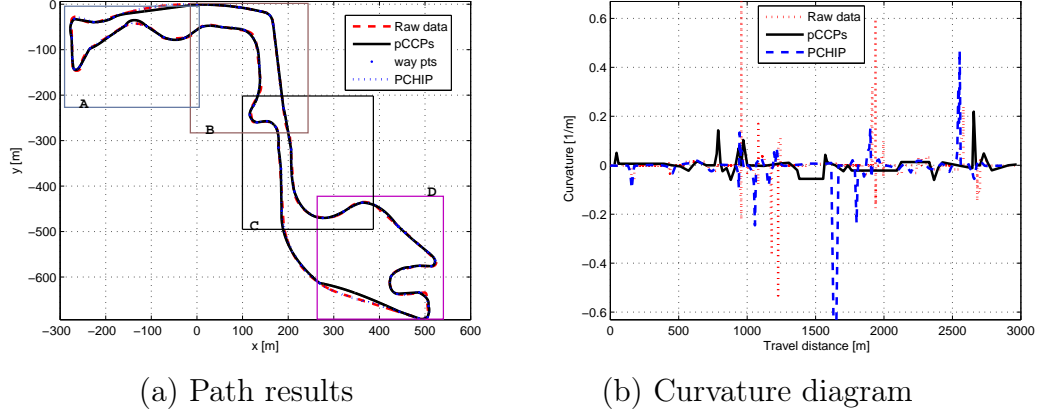 0
−100
−200
−300
−400
−500
−600
y [m]
−300
−200
−100
0
100
200
300
400
500
600
x [m]
Raw data
pCCPs
way pts
PCHIP
A
B
C
D
(a) Path results
0.6
0.4
0.2
0
−0.2
−0.4
−0.6
Curvature [1/m]
0
500
1000
1500
2000
2500
3000
Travel distance [m]
Raw data
pCCPs
PCHIP
(b) Curvature diagram